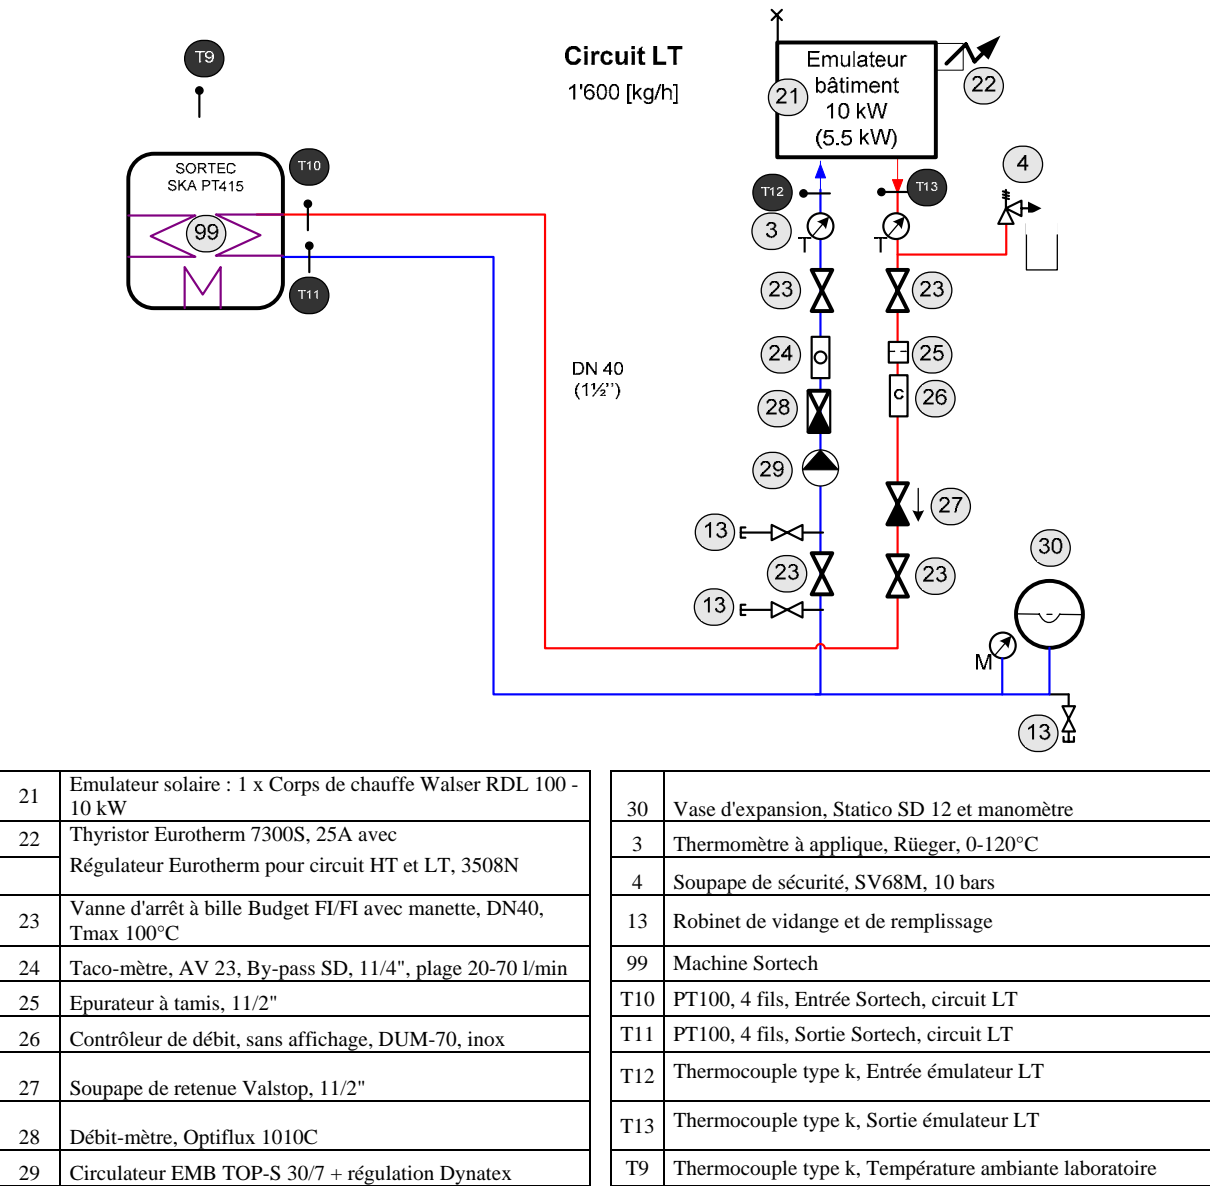 T9
Circuit LT
1'600 [kg/h]
Emulateur
bâtiment
10 kW
(5.5 kW)
21
22
SORTEC
SKA PT415
T10
99
T11
T12
T13
4
3
T
T
23
23
24
25
DN 40
(1½’’)
28
C
26
29
27
13
30
23
23
13
M
13
21
Emulateur solaire : 1 x Corps de chauffe Walser RDL 100 -
10 kW
22
Thyristor Eurotherm 7300S, 25A avec
Régulateur Eurotherm pour circuit HT et LT, 3508N
23
Vanne d'arrêt à bille Budget FI/FI avec manette, DN40,
Tmax 100°C
24
Taco-mètre, AV 23, By-pass SD, 11/4", plage 20-70 l/min
25
Epurateur à tamis, 11/2"
26
Contrôleur de débit, sans affichage, DUM-70, inox
27
Soupape de retenue Valstop, 11/2"
28
Débit-mètre, Optiflux 1010C
29
Circulateur EMB TOP-S 30/7 + régulation Dynatex
30
Vase d'expansion, Statico SD 12 et manomètre
3
Thermomètre à applique, Rüeger, 0-120°C
4
Soupape de sécurité, SV68M, 10 bars
13
Robinet de vidange et de remplissage
99
Machine Sortech
T10
PT100, 4 fils, Entrée Sortech, circuit LT
T11
PT100, 4 fils, Sortie Sortech, circuit LT
T12
Thermocouple type k, Entrée émulateur LT
T13
Thermocouple type k, Sortie émulateur LT
T9
Thermocouple type k, Température ambiante laboratoire